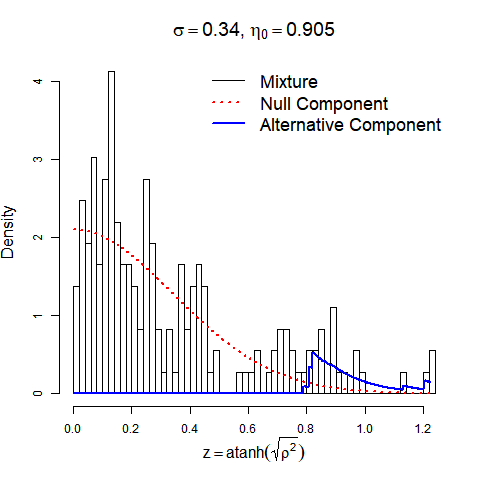 σ = 0.34, η₀ = 0.905
Mixture
Null Component
Alternative Component
Density
4
3
2
1
0
0.0 0.2 0.4 0.6 0.8 1.0 1.2
z = atanh(√ρ²)